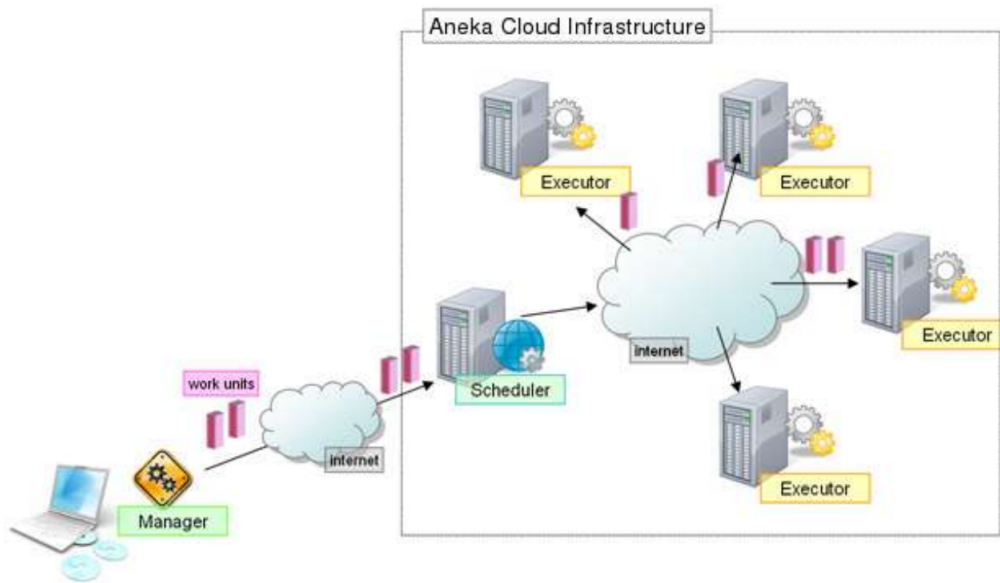 Aneka Cloud Infrastructure
Executor
Executor
Executor
internet
Scheduler
work units
internet
Executor
Manager